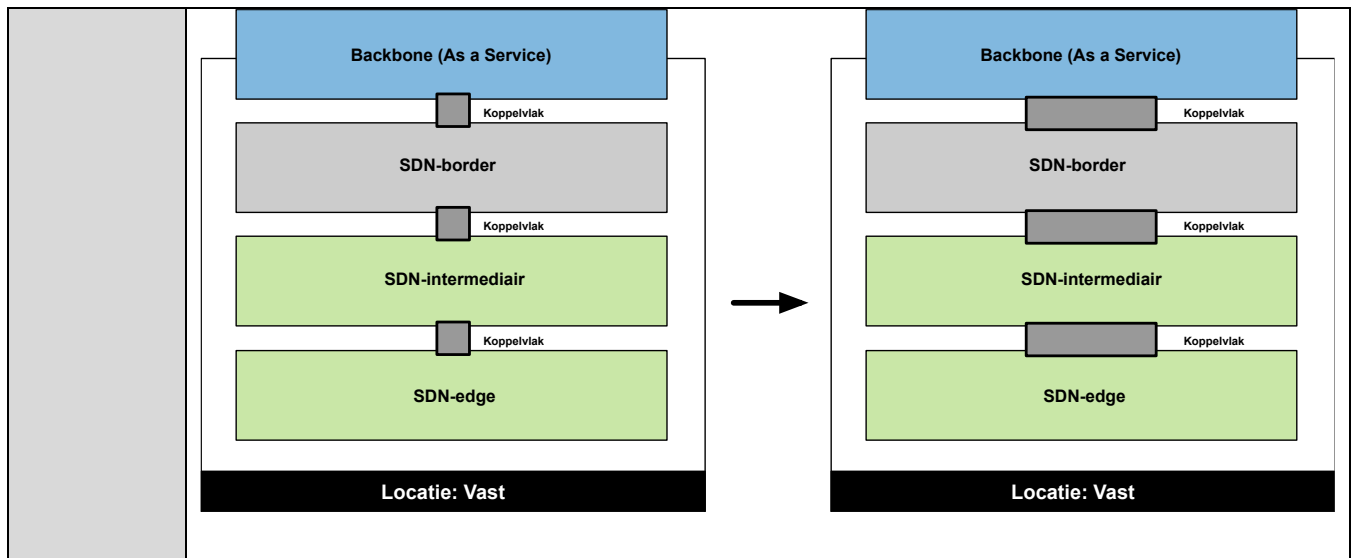 Backbone (As a Service)
Koppelvlak
SDN-border
Koppelvlak
SDN-intermediair
Koppelvlak
SDN-edge
Locatie: Vast
Backbone (As a Service)
Koppelvlak
SDN-border
Koppelvlak
SDN-intermediair
Koppelvlak
SDN-edge
Locatie: Vast